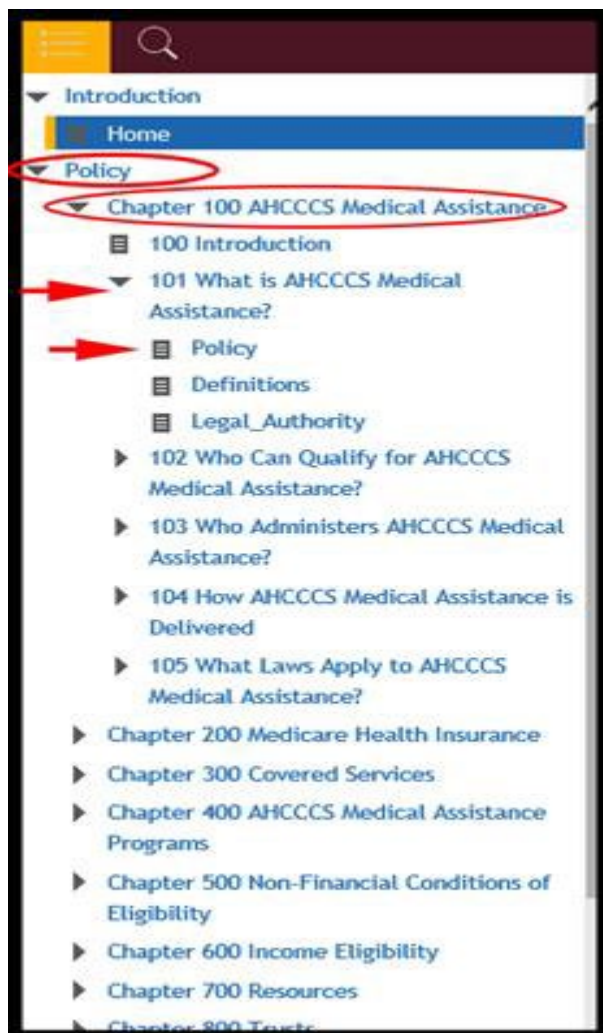 Introduction
Home
Policy
Chapter 100 AHCCCS Medical Assistance
100 Introduction
101 What is AHCCCS Medical
Assistance?
Policy
Definitions
Legal_Authority
102 Who Can Qualify for AHCCCS
Medical Assistance?
103 Who Administers AHCCCS Medical
Assistance?
104 How AHCCCS Medical Assistance is
Delivered
105 What Laws Apply to AHCCCS
Medical Assistance?
Chapter 200 Medicare Health Insurance
Chapter 300 Covered Services
Chapter 400 AHCCCS Medical Assistance
Programs
Chapter 500 Non-Financial Conditions of
Eligibility
Chapter 600 Income Eligibility
Chapter 700 Resources
Chapter 800 Trusts